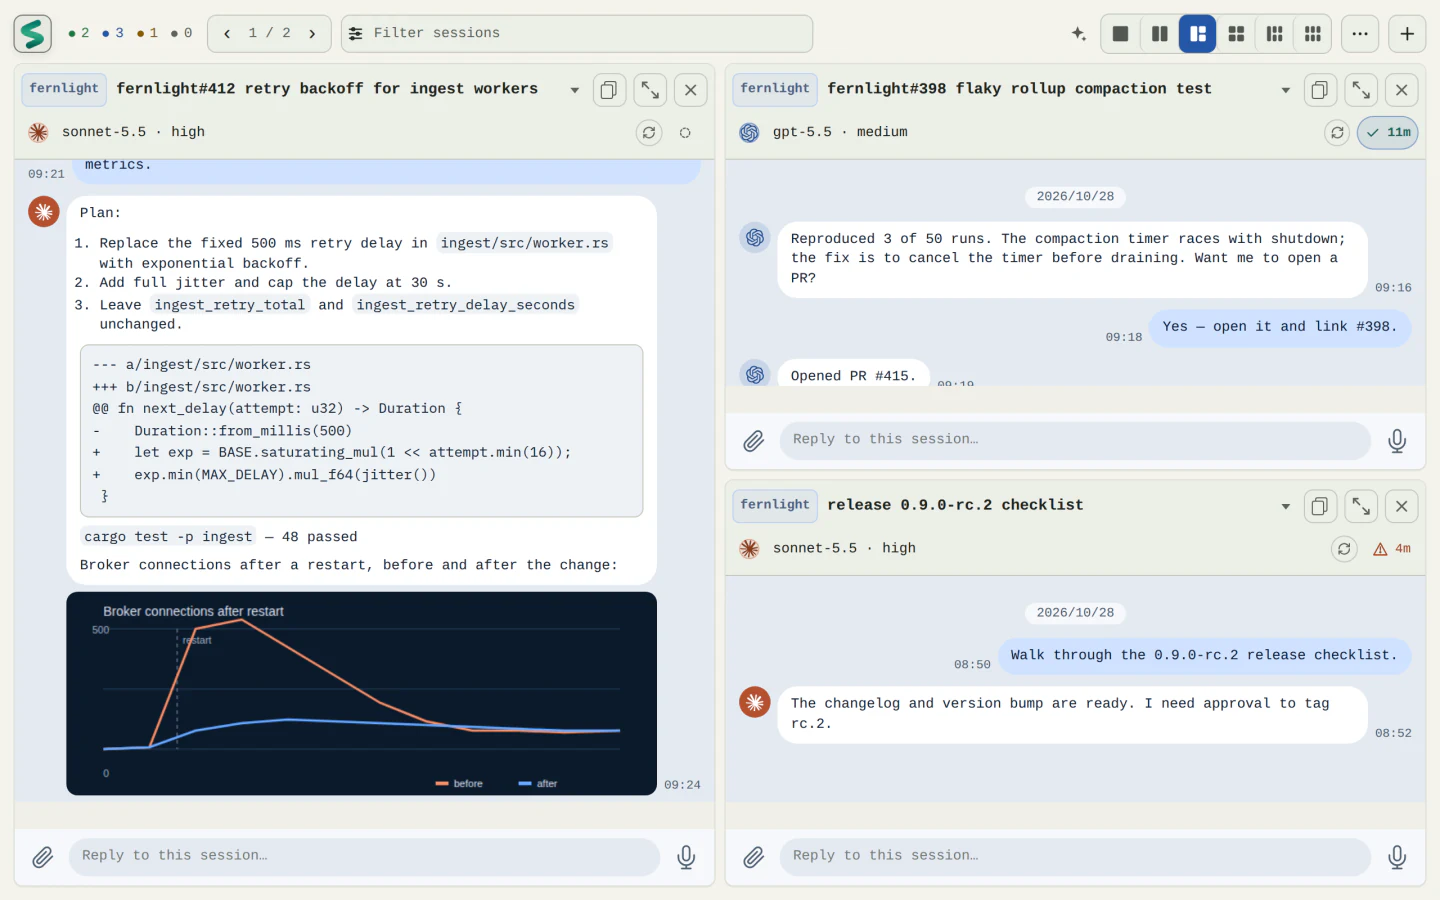 2 3 1 0
1 / 2
Filter sessions
fernlight
fernlight#412 retry backoff for ingest workers
sonnet-5.5 · high
metrics.
09:21
Plan:
1. Replace the fixed 500 ms retry delay in ingest/src/worker.rs
with exponential backoff.
2. Add full jitter and cap the delay at 30 s.
3. Leave ingest_retry_total and ingest_retry_delay_seconds
unchanged.
--- a/ingest/src/worker.rs
+++ b/ingest/src/worker.rs
@@ fn next_delay(attempt: u32) -> Duration {
-    Duration::from_millis(500)
+    let exp = BASE.saturating_mul(1 << attempt.min(16));
+    exp.min(MAX_DELAY).mul_f64(jitter())
}
cargo test -p ingest — 48 passed
Broker connections after a restart, before and after the change:
Broker connections after restart
500
restart
0
before
after
09:24
Reply to this session…
fernlight
fernlight#398 flaky rollup compaction test
gpt-5.5 · medium
11m
2026/10/28
Reproduced 3 of 50 runs. The compaction timer races with shutdown;
the fix is to cancel the timer before draining. Want me to open a
PR?
09:16
Yes — open it and link #398.
09:18
Opened PR #415.
09:19
Reply to this session…
fernlight
release 0.9.0-rc.2 checklist
sonnet-5.5 · high
4m
2026/10/28
Walk through the 0.9.0-rc.2 release checklist.
08:50
The changelog and version bump are ready. I need approval to tag
rc.2.
08:52
Reply to this session…